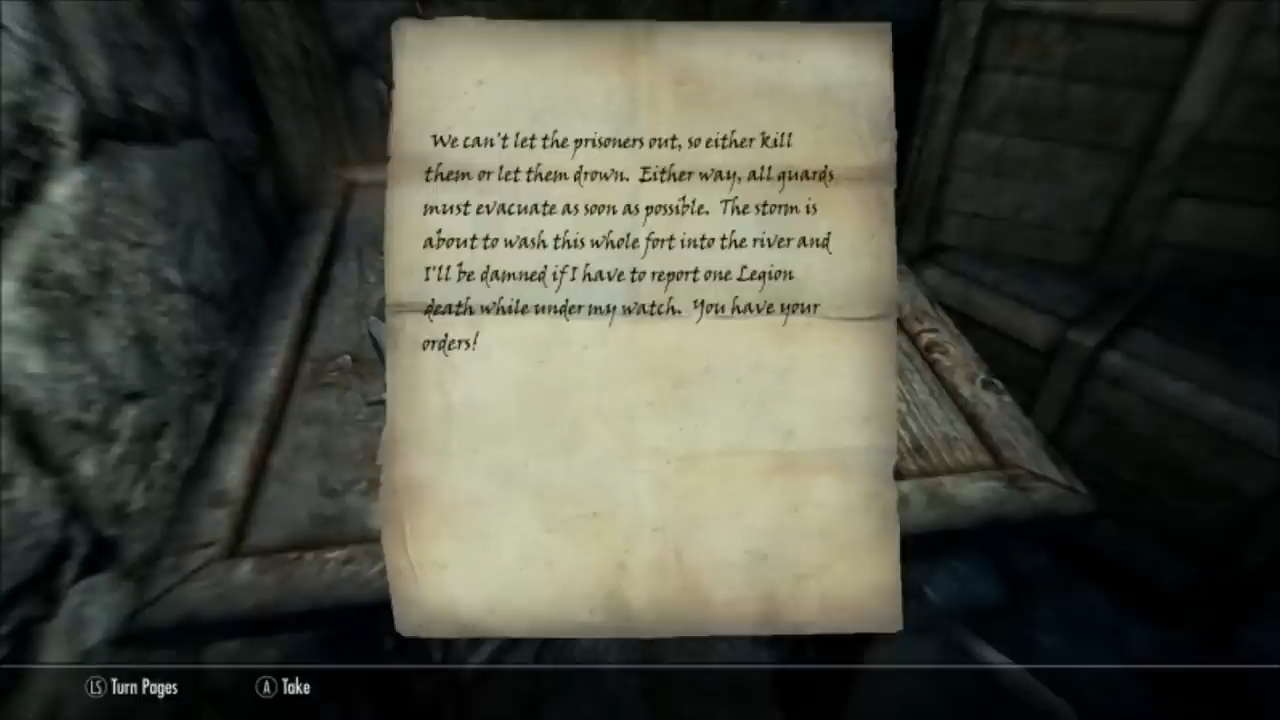 We can't let the prisoners out, so either kill
them or let them drown. Either way, all guards
must evacuate as soon as possible. The storm is
about to wash this whole fort into the river and
I'll be damned if I have to report one Legion
death while under my watch. You have your
orders!
LS Turn Pages A Take